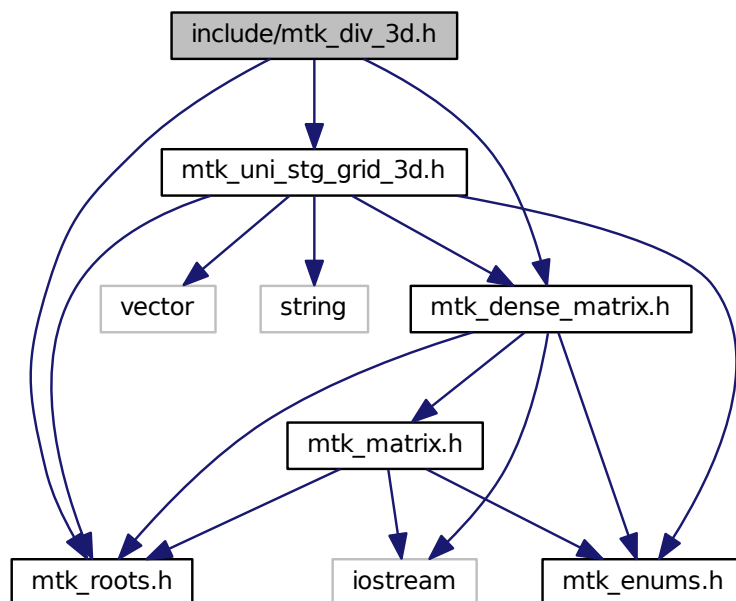 include/mtk_div_3d.h
mtk_uni_stg_grid_3d.h
vector
string
mtk_dense_matrix.h
mtk_matrix.h
mtk_roots.h
iostream
mtk_enums.h